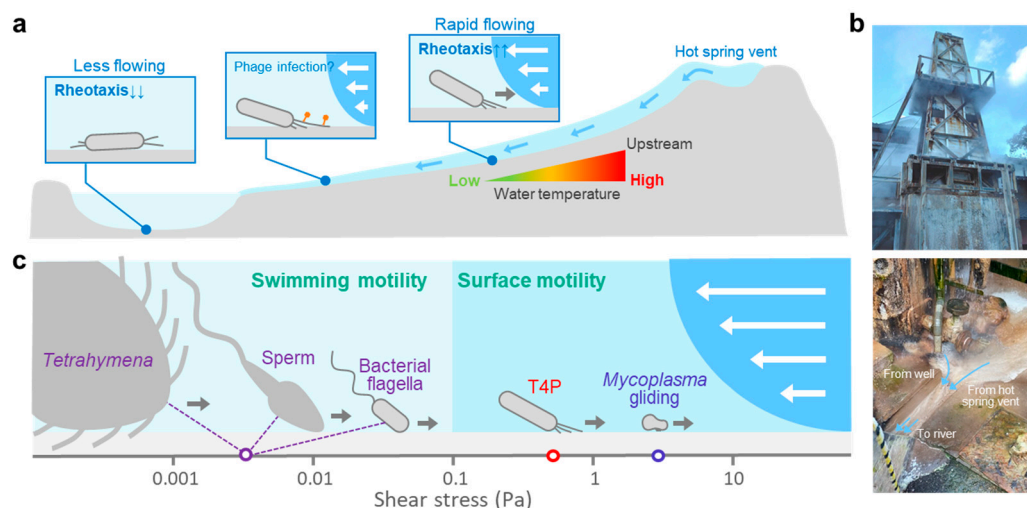 a
Less flowing
Rheotaxis↓↓
Phage infection?
Rapid flowing
Rheotaxis↑↑
Hot spring vent
Upstream
Low
High
Water temperature
b
From well
From hot
spring vent
To river
c
Swimming motility
Surface motility
Tetrahymena
Sperm
Bacterial
flagella
T4P
Mycoplasma
gliding
0.001
0.01
0.1
1
10
Shear stress (Pa)